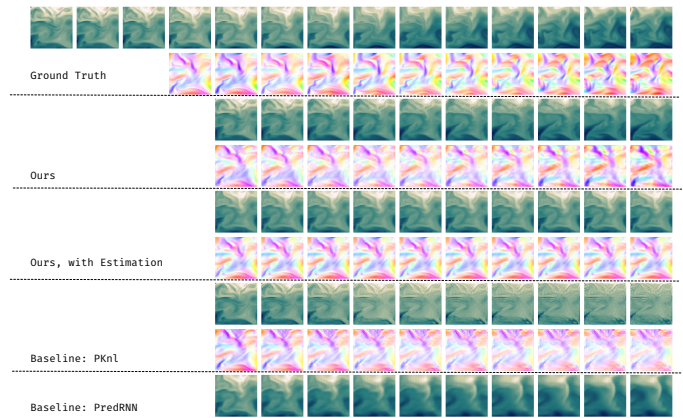 Ground Truth
Ours
Ours, with Estimation
Baseline: PKnl
Baseline: PredRNN